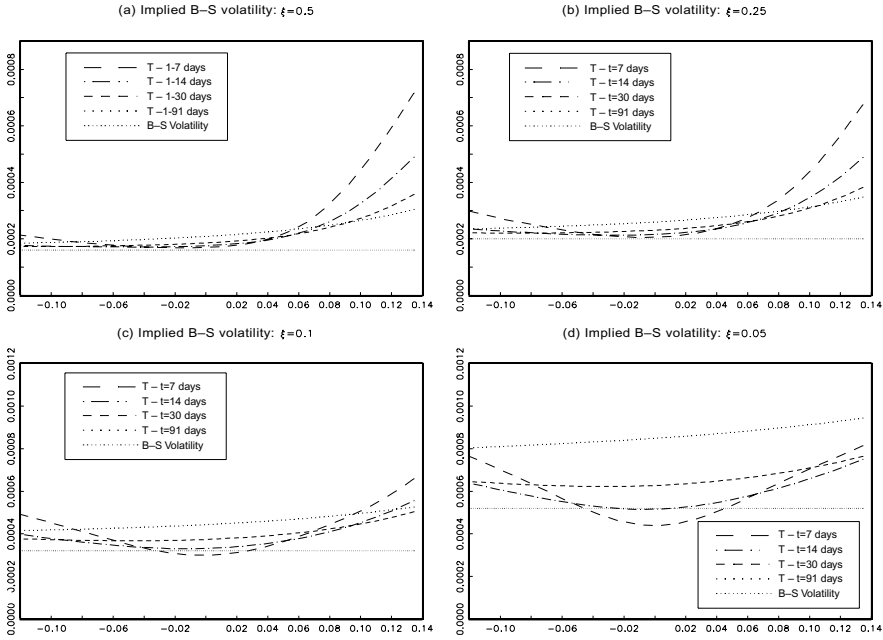 (a) Implied B–S volatility: ξ=0.5
0.0008
0.0006
0.0004
0.0002
0.0000
T – 1-7 days
T – 1-14 days
T – 1-30 days
T –1-91 days
B–S Volatility
−0.10 −0.06 −0.02 0.02 0.04 0.06 0.08 0.10 0.12 0.14
(b) Implied B–S volatility: ξ=0.25
0.0008
0.0006
0.0004
0.0002
0.0000
T – t=7 days
T – t=14 days
T – t=30 days
T – t=91 days
B–S Volatility
−0.10 −0.06 −0.02 0.02 0.04 0.06 0.08 0.10 0.12 0.14
(c) Implied B–S volatility: ξ=0.1
0.0012
0.0010
0.0008
0.0006
0.0004
0.0002
0.0000
T – t=7 days
T – t=14 days
T – t=30 days
T – t=91 days
B–S Volatility
−0.10 −0.06 −0.02 0.02 0.04 0.06 0.08 0.10 0.12 0.14
(d) Implied B–S volatility: ξ=0.05
0.0012
0.0010
0.0008
0.0006
0.0004
0.0002
0.0000
T – t=7 days
T – t=14 days
T – t=30 days
T – t=91 days
B–S Volatility
−0.10 −0.06 −0.02 0.02 0.04 0.06 0.08 0.10 0.12 0.14